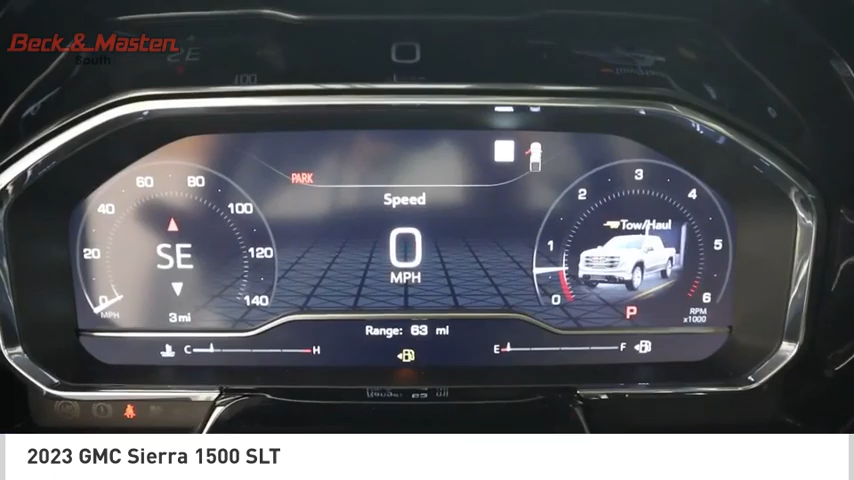 Beck & Masten
South
PARK
Speed
0
MPH
0
20
40
60
80
100
120
140
MPH
SE
3 mi
0
1
2
3
4
5
6
Tow/Haul
P
RPM
x1000
Range: 63 mi
C H
E F
2023 GMC Sierra 1500 SLT